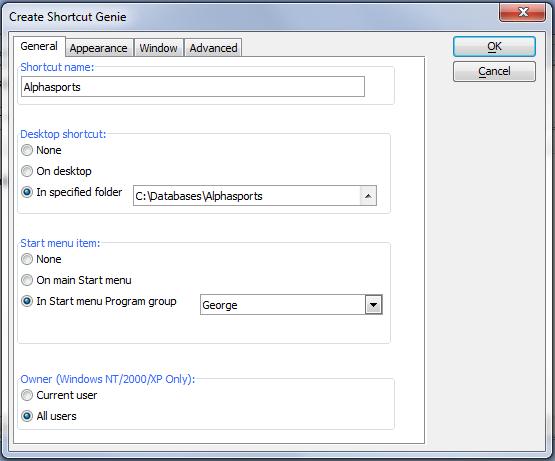 Create Shortcut Genie
General Appearance Window Advanced
OK
Cancel
Shortcut name:
Alphasports
Desktop shortcut:
None
On desktop
In specified folder C:\Databases\Alphasports
Start menu item:
None
On main Start menu
In Start menu Program group George
Owner (Windows NT/2000/XP Only):
Current user
All users